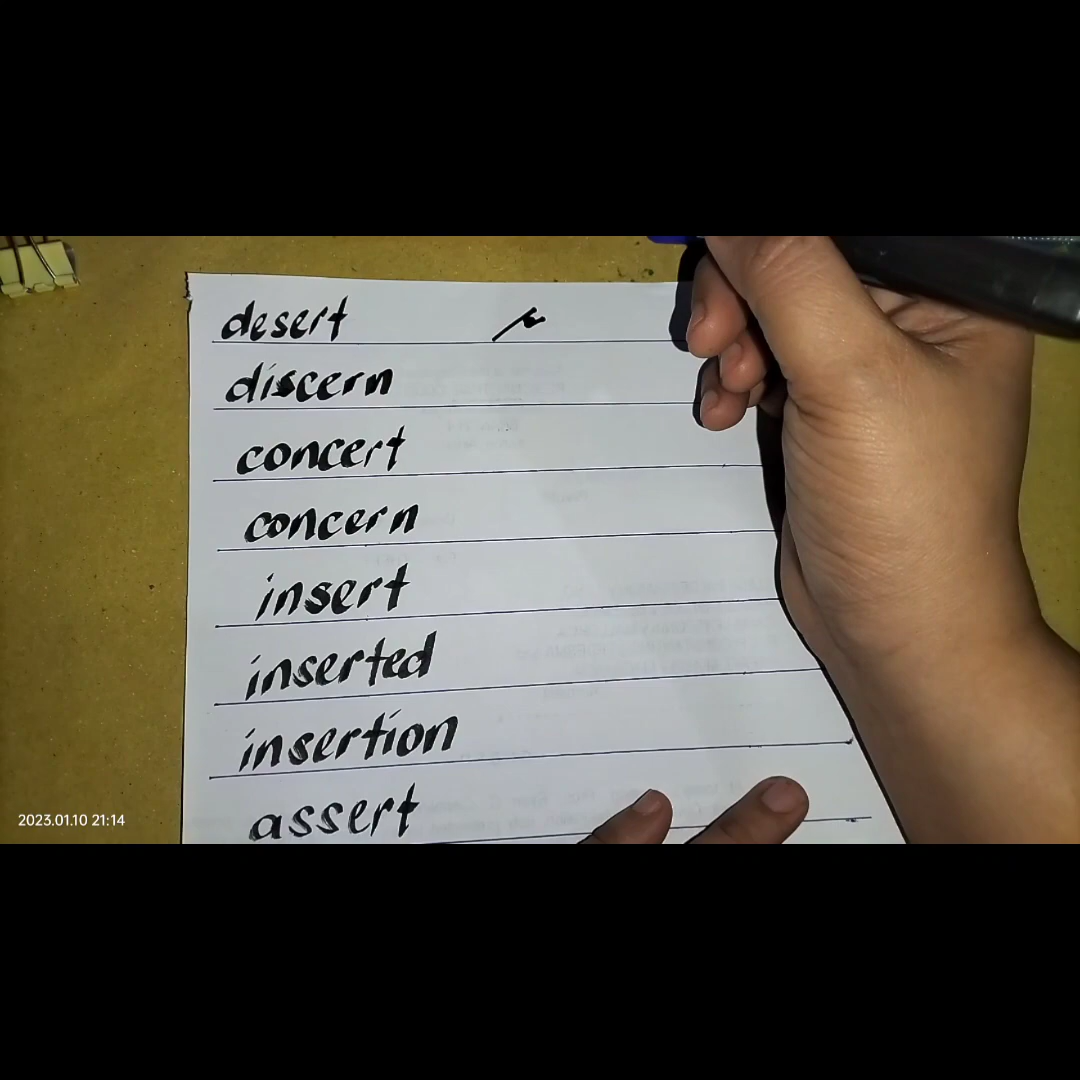 desert
discern
concert
concern
insert
inserted
insertion
assert
2023.01.10 21:14